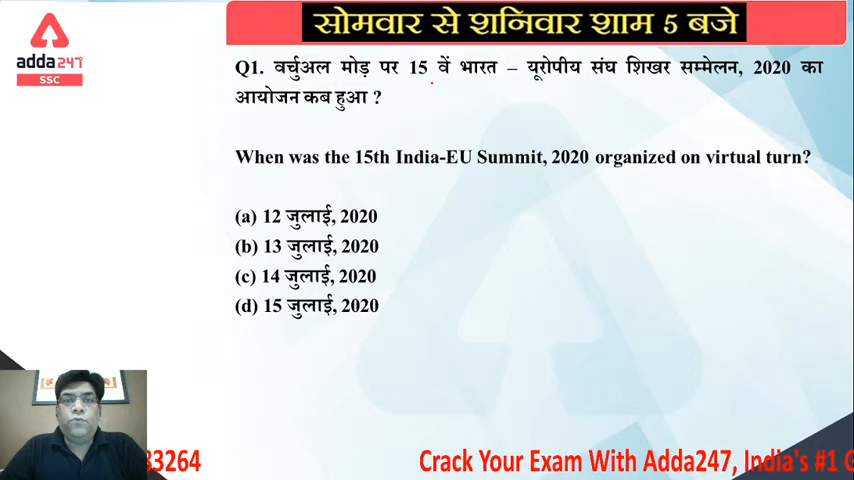 सोमवार से शनिवार शाम 5 बजे
adda247
SSC
Q1. वर्चुअल मोड़ पर 15 वें भारत – यूरोपीय संघ शिखर सम्मेलन, 2020 का
आयोजन कब हुआ ?
When was the 15th India-EU Summit, 2020 organized on virtual turn?
(a) 12 जुलाई, 2020
(b) 13 जुलाई, 2020
(c) 14 जुलाई, 2020
(d) 15 जुलाई, 2020
33264 Crack Your Exam With Adda247, India's #1 G